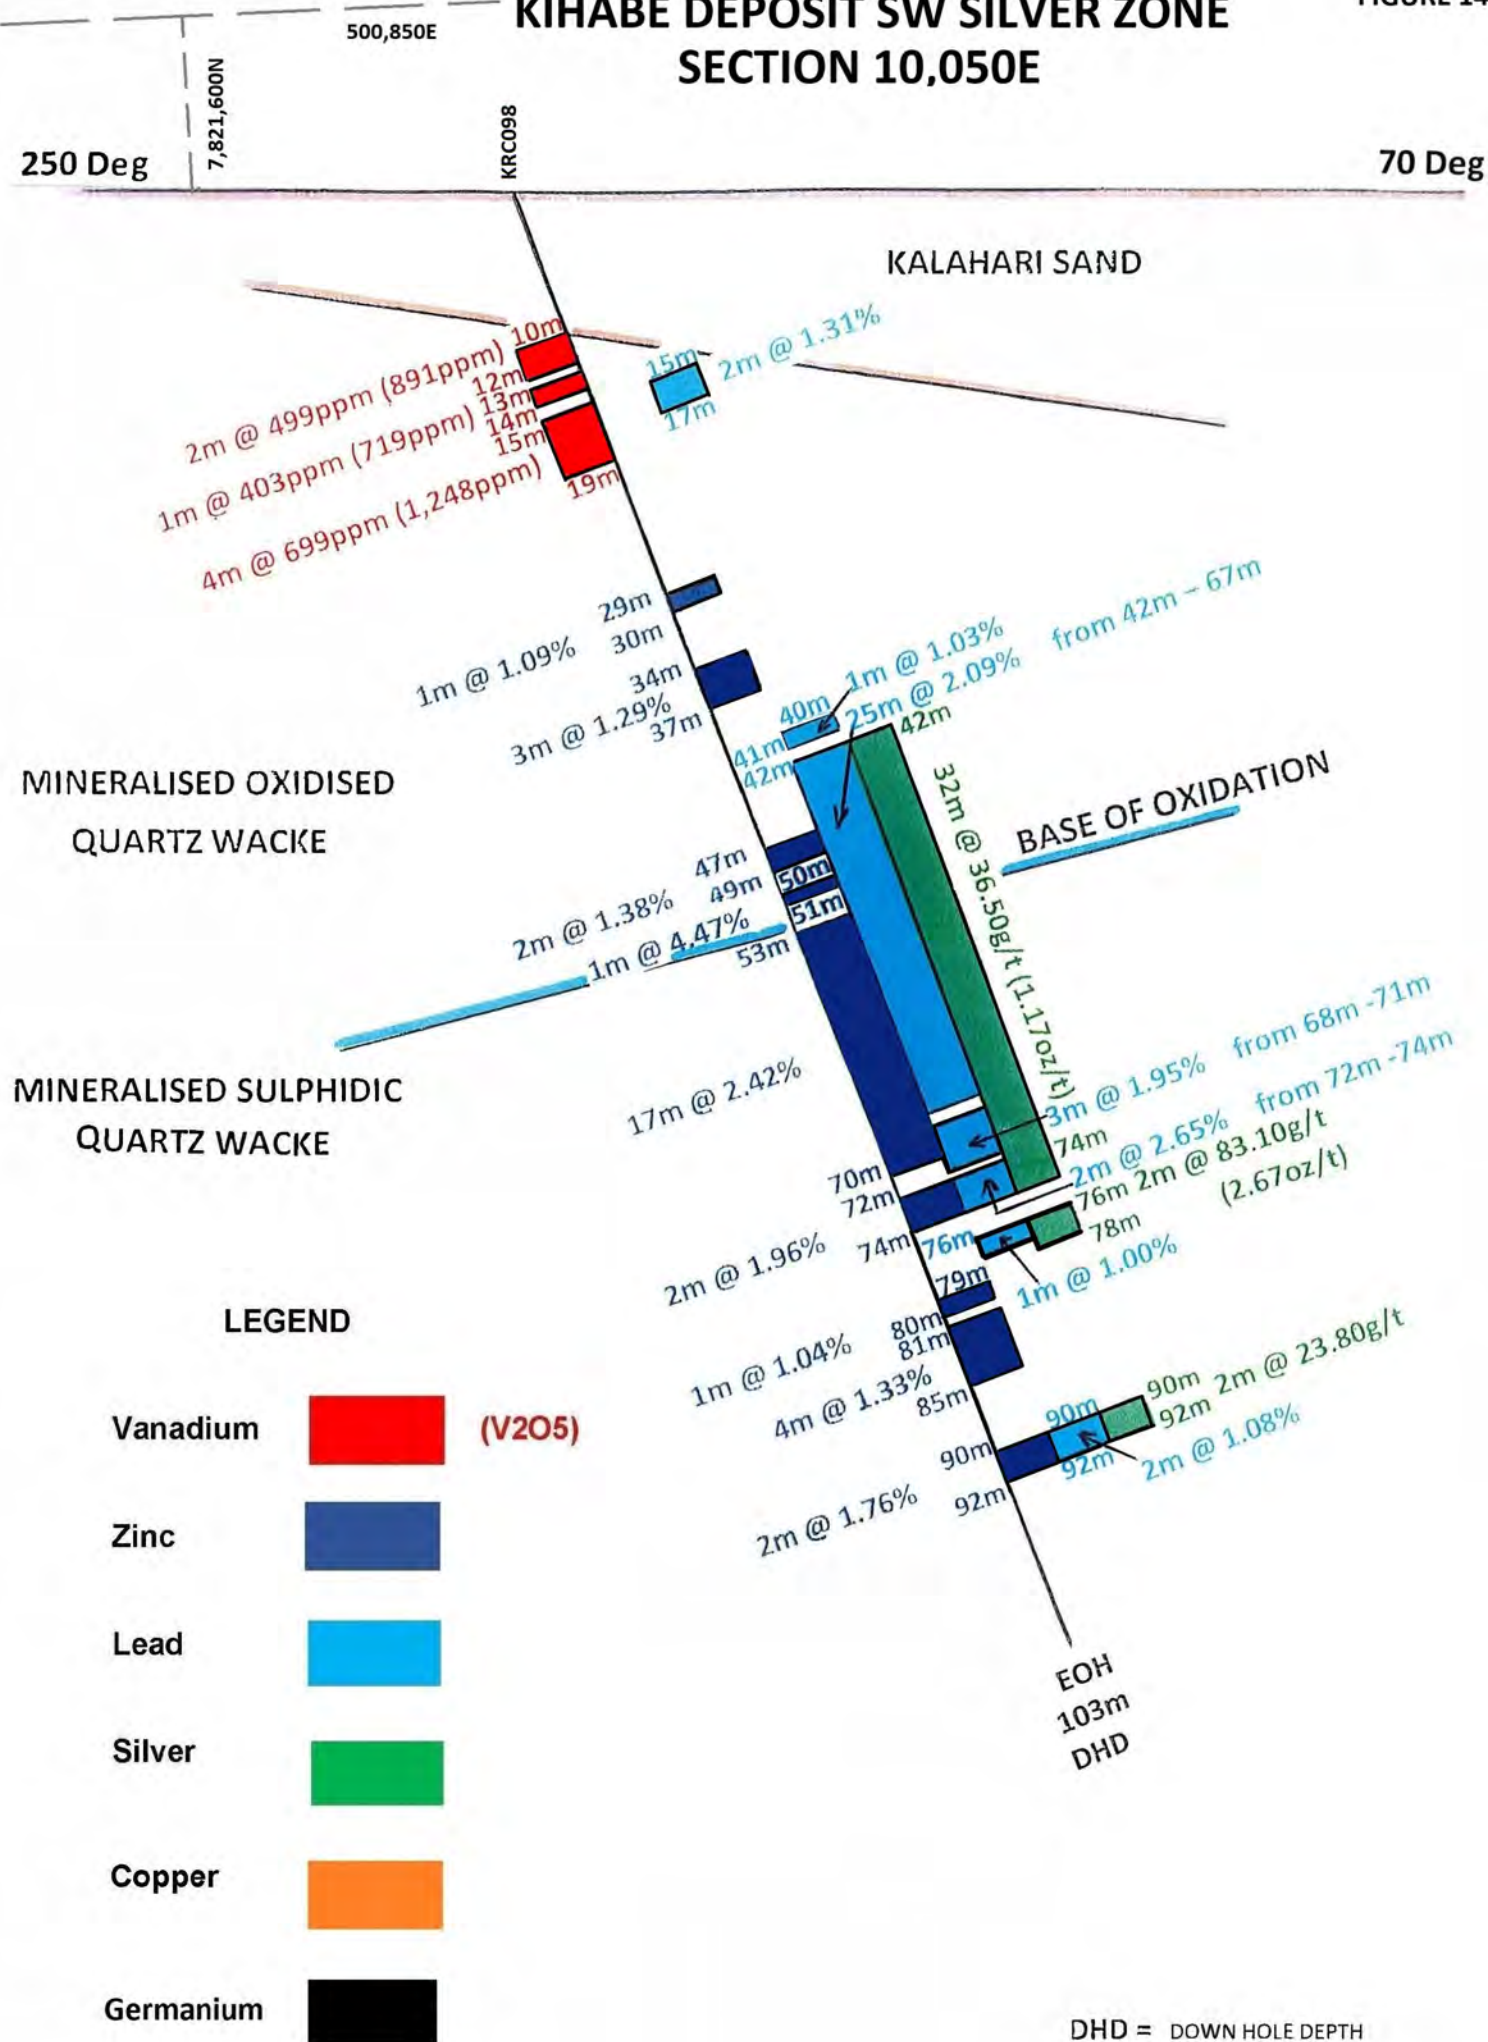 KIHABE DEPOSIT SW SILVER ZONE
SECTION 10,050E
500,850E
7,821,600N
KRC098
250 Deg
70 Deg
KALAHARI SAND
10m
2m @ 499ppm (891ppm)
12m
13m
1m @ 403ppm (719ppm)
14m
15m
4m @ 699ppm (1,248ppm)
19m
15m
2m @ 1.31%
17m
29m
1m @ 1.09%
30m
34m
3m @ 1.29%
37m
40m
1m @ 1.03%
41m
25m @ 2.09%
from 42m – 67m
42m
42m
32m @ 36.50g/t (1.17oz/t)
MINERALISED OXIDISED
QUARTZ WACKE
BASE OF OXIDATION
47m
2m @ 1.38%
49m
50m
1m @ 4.47%
51m
53m
MINERALISED SULPHIDIC
QUARTZ WACKE
17m @ 2.42%
3m @ 1.95%
from 68m -71m
74m
2m @ 2.65%
from 72m -74m
70m
72m
76m 2m @ 83.10g/t
(2.67oz/t)
78m
2m @ 1.96%
74m
76m
1m @ 1.00%
79m
1m @ 1.04%
80m
81m
4m @ 1.33%
85m
90m
2m @ 23.80g/t
92m
90m
92m
2m @ 1.08%
90m
2m @ 1.76%
92m
EOH
103m
DHD
LEGEND
Vanadium
(V2O5)
Zinc
Lead
Silver
Copper
Germanium
DHD = DOWN HOLE DEPTH